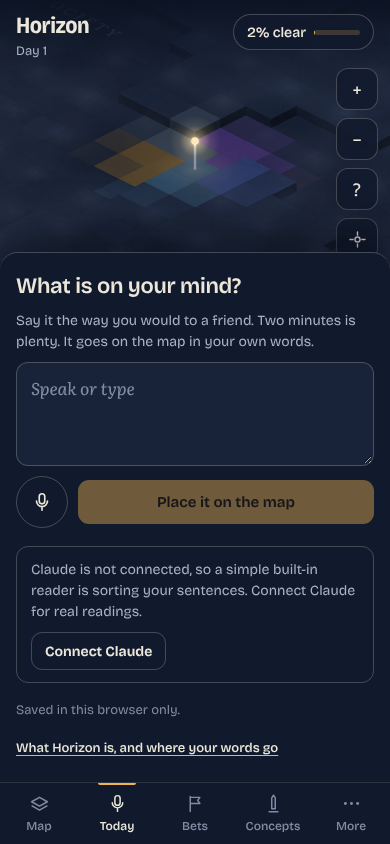 Horizon
Day 1
2% clear
+
−
?
What is on your mind?
Say it the way you would to a friend. Two minutes is
plenty. It goes on the map in your own words.
Speak or type
Place it on the map
Claude is not connected, so a simple built-in
reader is sorting your sentences. Connect Claude
for real readings.
Connect Claude
Saved in this browser only.
What Horizon is, and where your words go
Map
Today
Bets
Concepts
More